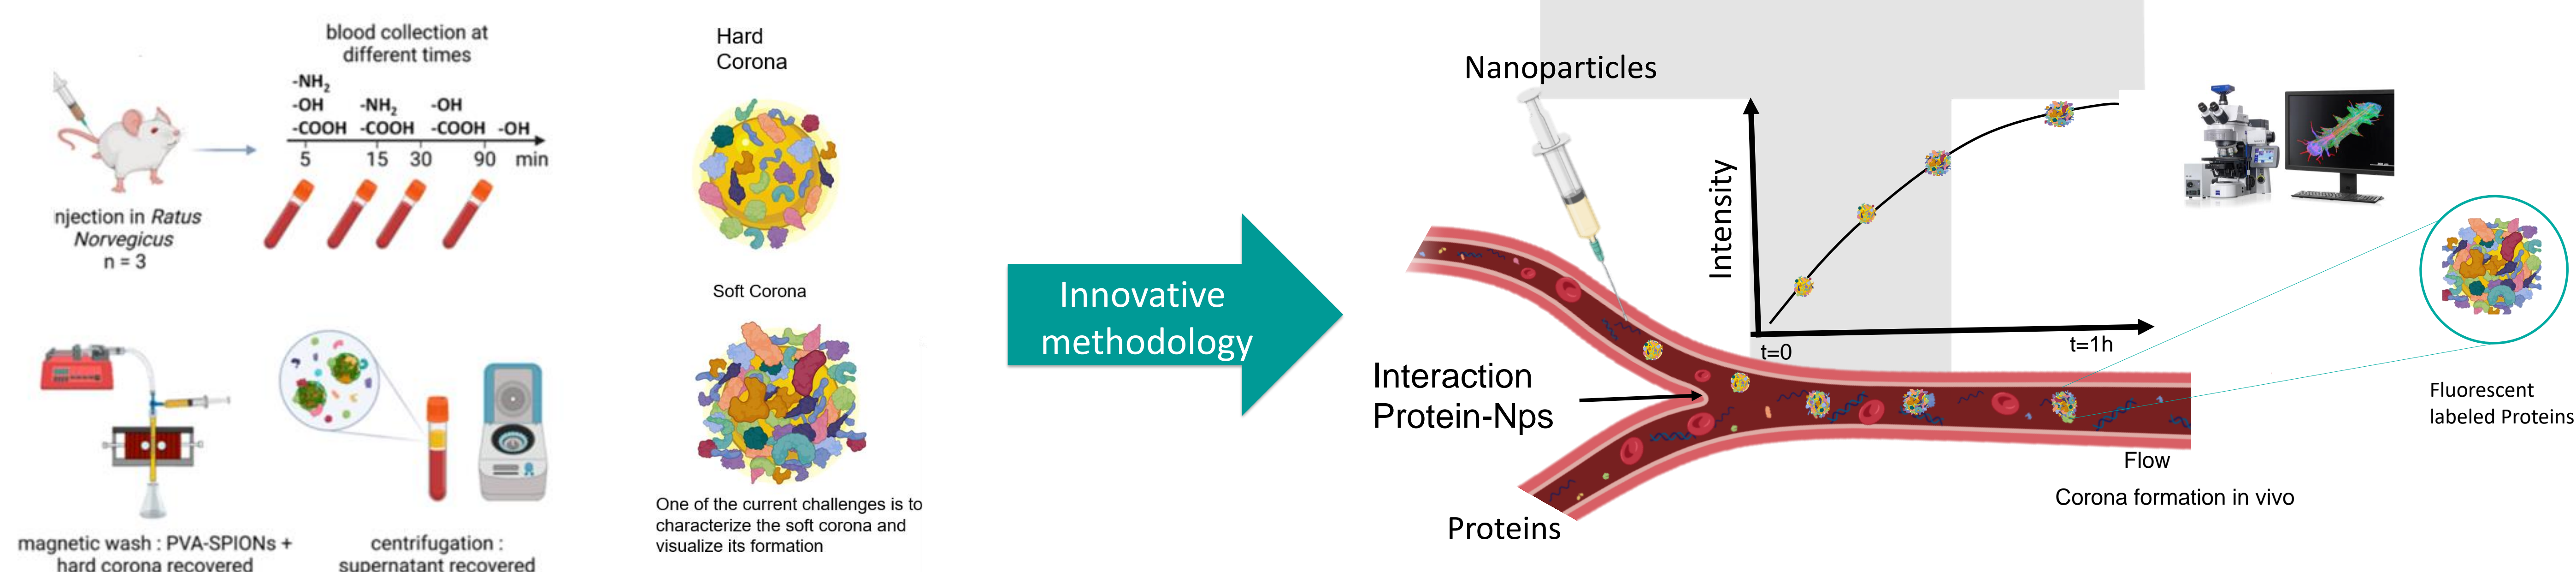 blood collection at
different times
-NH₂
-OH -NH₂ -OH
-COOH -COOH -COOH -OH
5 15 30 90 min
njection in Ratus
Norvegicus
n = 3
magnetic wash : PVA-SPIONs +
hard corona recovered
centrifugation :
supernatant recovered
Hard
Corona
Soft Corona
One of the current challenges is to
characterize the soft corona and
visualize its formation
Innovative
methodology
Nanoparticles
Intensity
t=0
t=1h
Interaction
Protein-Nps
Proteins
Flow
Corona formation in vivo
Fluorescent
labeled Proteins